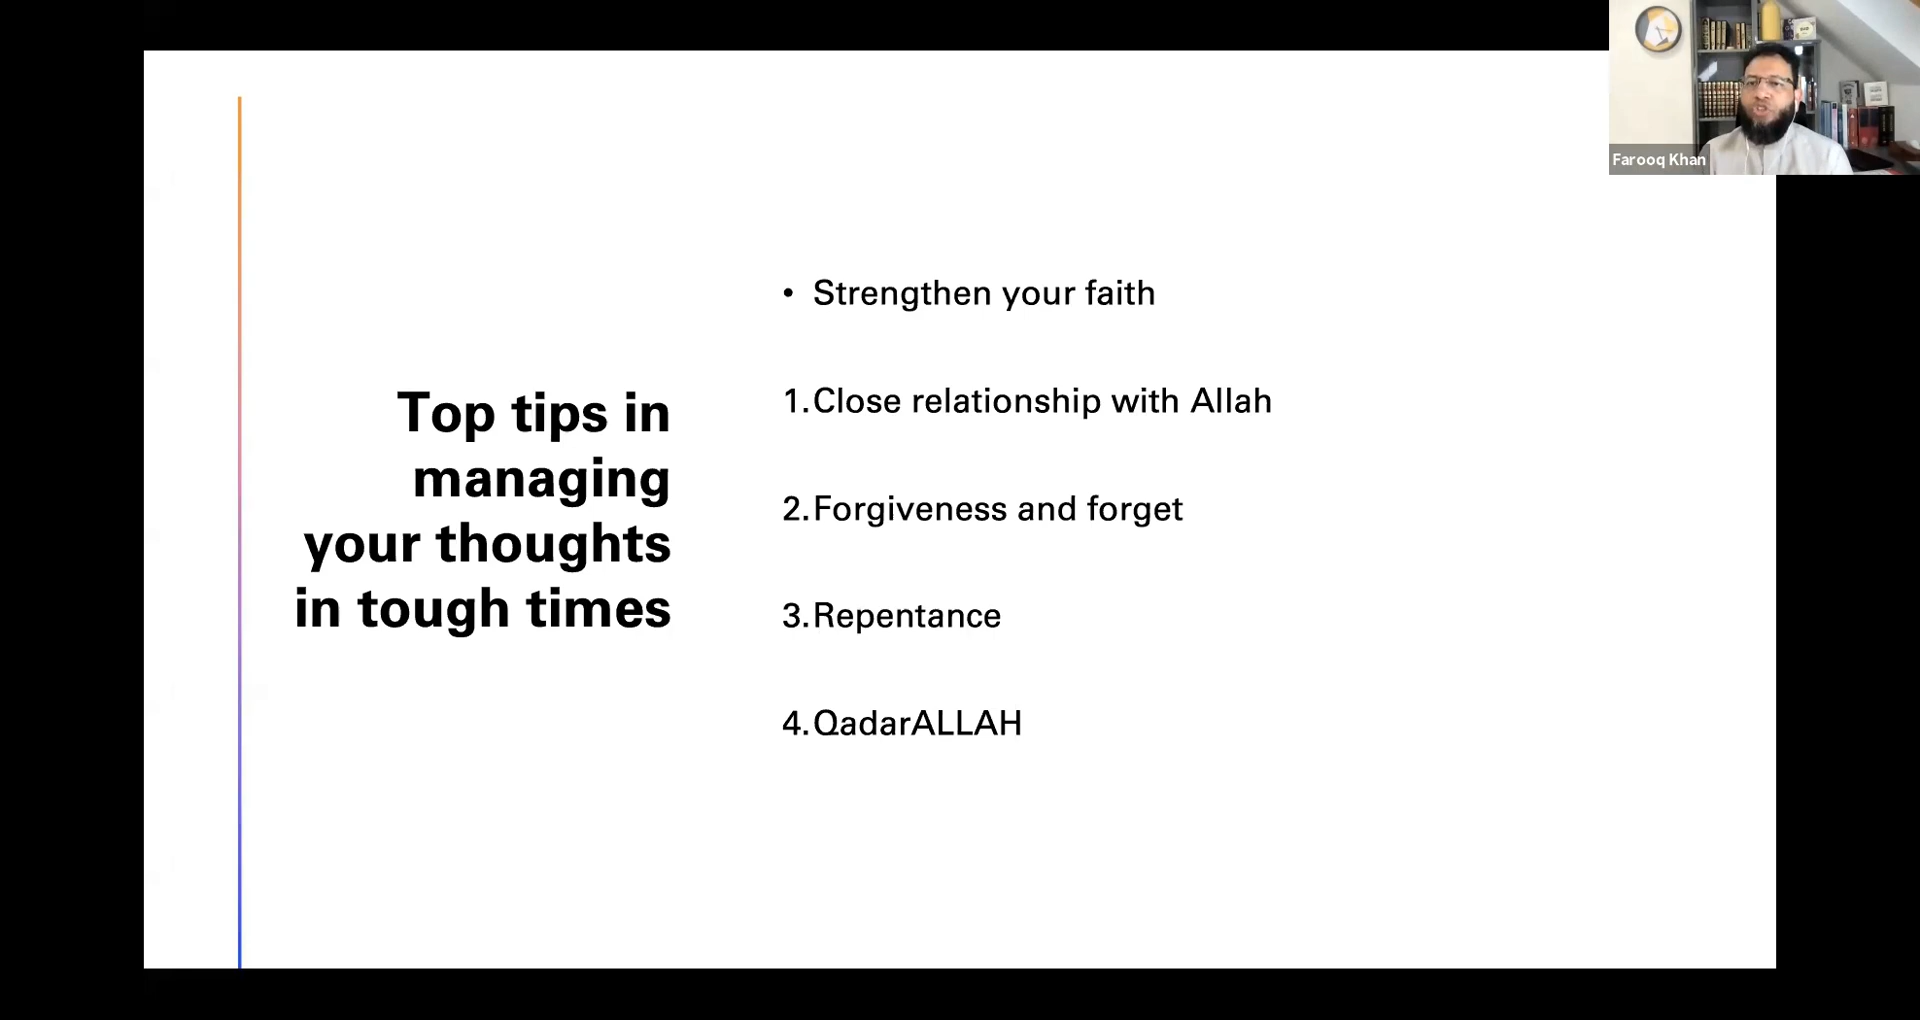 Farooq Khan
Top tips in
managing
your thoughts
in tough times
• Strengthen your faith
1. Close relationship with Allah
2. Forgiveness and forget
3. Repentance
4. QadarALLAH